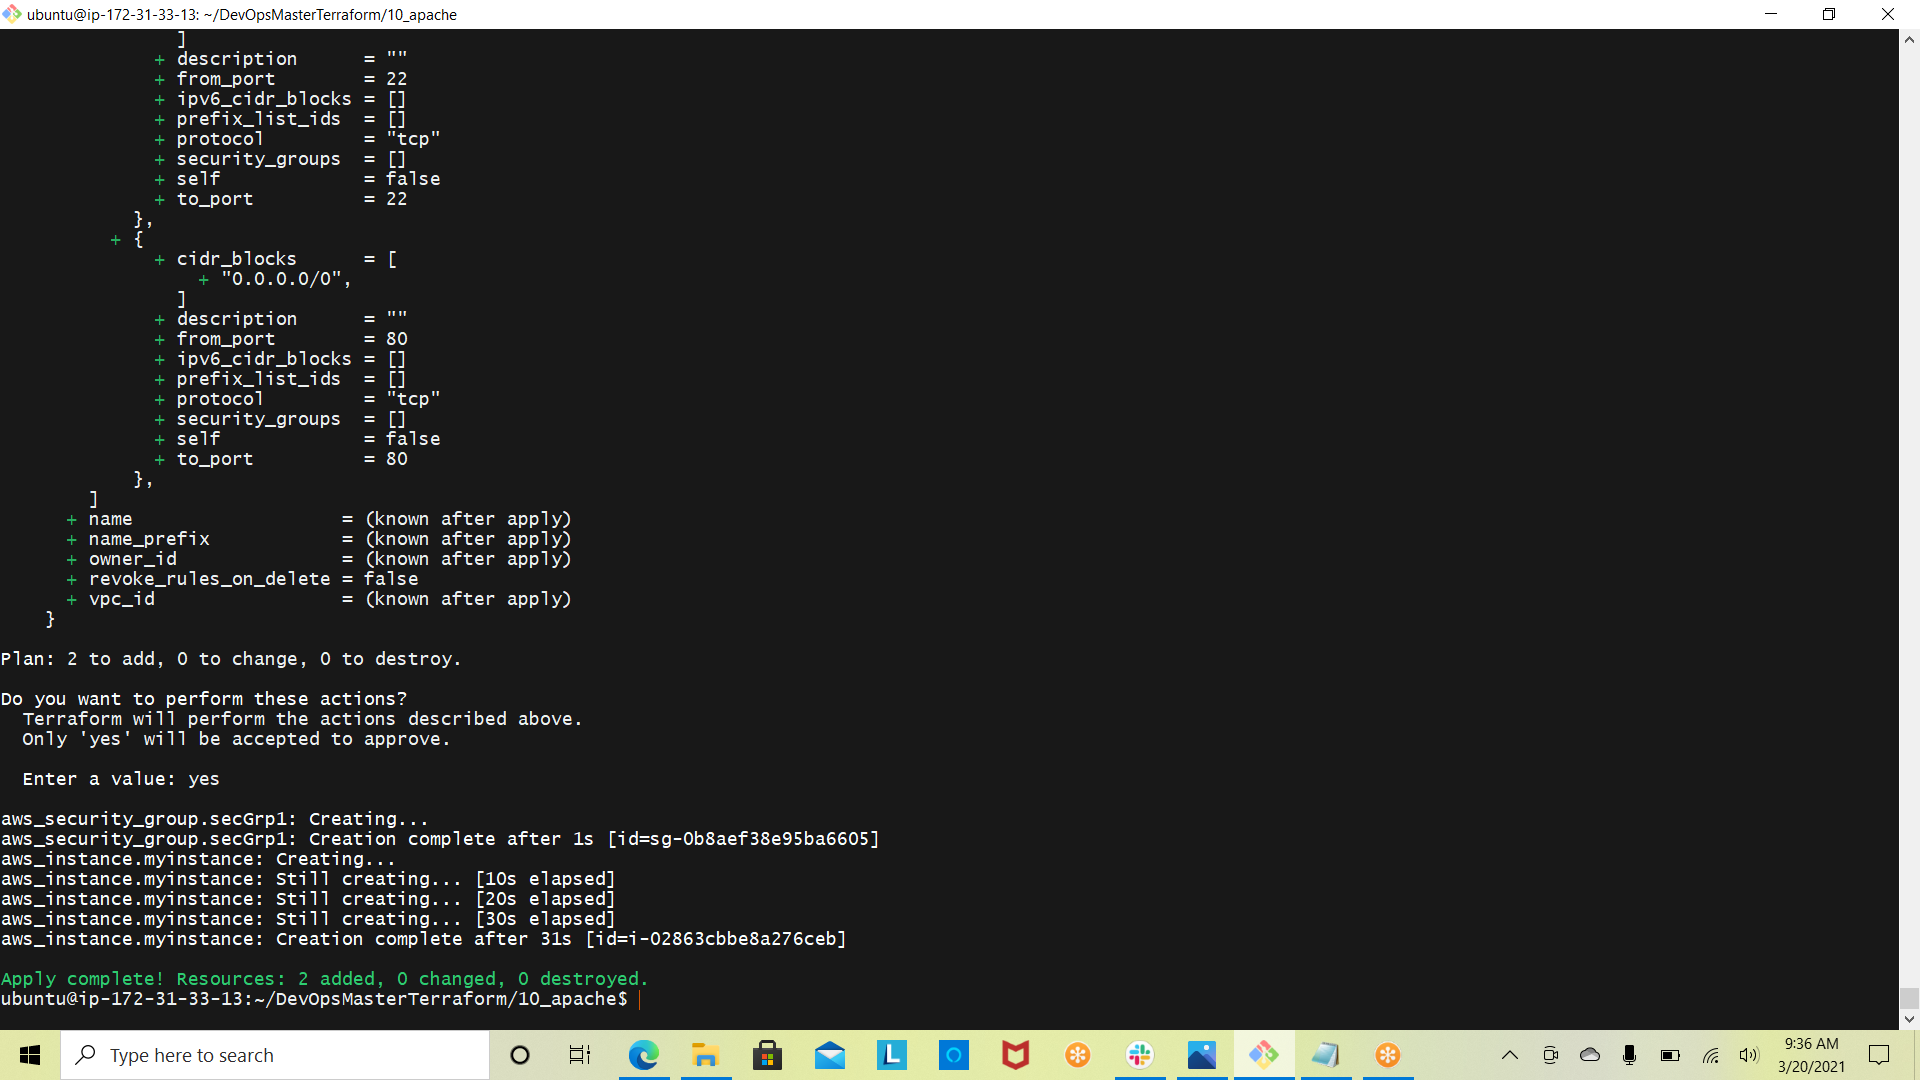 ubuntu@ip-172-31-33-13: ~/DevOpsMasterTerraform/10_apache
]
+ description      = ""
+ from_port        = 22
+ ipv6_cidr_blocks = []
+ prefix_list_ids  = []
+ protocol         = "tcp"
+ security_groups  = []
+ self             = false
+ to_port          = 22
},
+ {
+ cidr_blocks      = [
+ "0.0.0.0/0",
]
+ description      = ""
+ from_port        = 80
+ ipv6_cidr_blocks = []
+ prefix_list_ids  = []
+ protocol         = "tcp"
+ security_groups  = []
+ self             = false
+ to_port          = 80
},
]
+ name                   = (known after apply)
+ name_prefix            = (known after apply)
+ owner_id               = (known after apply)
+ revoke_rules_on_delete = false
+ vpc_id                 = (known after apply)
}
Plan: 2 to add, 0 to change, 0 to destroy.
Do you want to perform these actions?
Terraform will perform the actions described above.
Only 'yes' will be accepted to approve.
Enter a value: yes
aws_security_group.secGrp1: Creating...
aws_security_group.secGrp1: Creation complete after 1s [id=sg-0b8aef38e95ba6605]
aws_instance.myinstance: Creating...
aws_instance.myinstance: Still creating... [10s elapsed]
aws_instance.myinstance: Still creating... [20s elapsed]
aws_instance.myinstance: Still creating... [30s elapsed]
aws_instance.myinstance: Creation complete after 31s [id=i-02863cbbe8a276ceb]
Apply complete! Resources: 2 added, 0 changed, 0 destroyed.
ubuntu@ip-172-31-33-13:~/DevOpsMasterTerraform/10_apache$
Type here to search
L
9:36 AM
3/20/2021